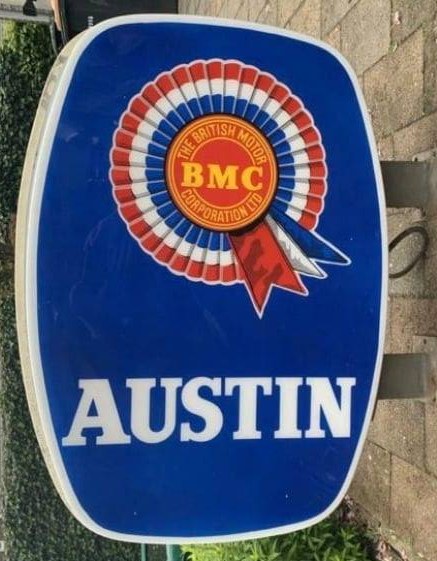 THE BRITISH MOTOR
BMC
CORPORATION LTD
AUSTIN